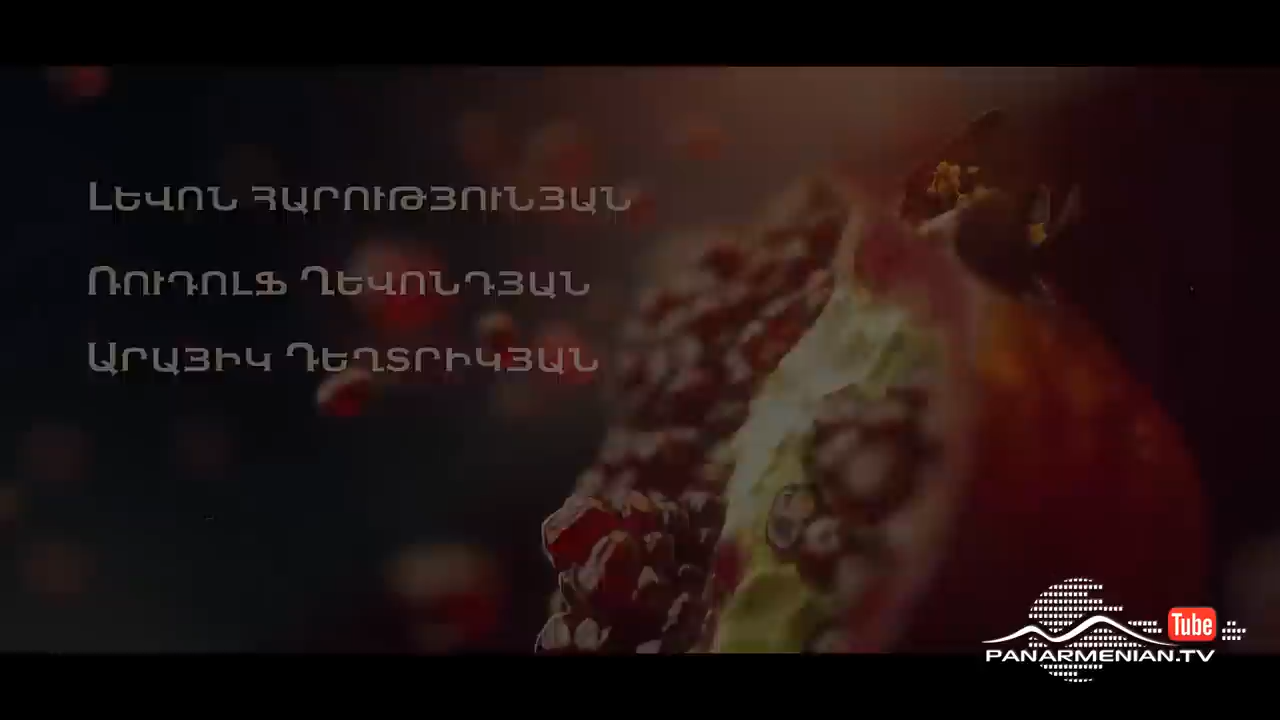 ԼԵՎՈՆ ՀԱՐՈՒԹՅՈՒՆՅԱՆ
ՌՈՒԴՈԼՖ ՂԵՎՈՆԴՅԱՆ
ԱՐԱՅԻԿ ԴԵՂՏՐԻԿՅԱՆ
Tube
PANARMENIAN.TV